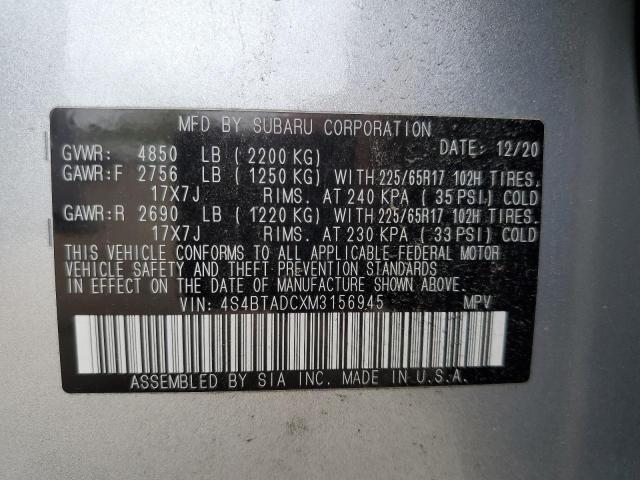 MFD BY SUBARU CORPORATION
GVWR: 4850 LB ( 2200 KG) DATE: 12/20
GAWR:F 2756 LB ( 1250 KG) WITH 225/65R17 102H TIRES,
17X7J RIMS. AT 240 KPA ( 35 PSI) COLD
GAWR:R 2690 LB ( 1220 KG) WITH 225/65R17 102H TIRES,
17X7J RIMS. AT 230 KPA ( 33 PSI) COLD
THIS VEHICLE CONFORMS TO ALL APPLICABLE FEDERAL MOTOR
VEHICLE SAFETY AND THEFT PREVENTION STANDARDS
IN EFFECT ON DATE OF MANUFACTURE SHOWN ABOVE.
VIN: 4S4BTADCXM3156945 MPV
ASSEMBLED BY SIA INC. MADE IN U.S.A.